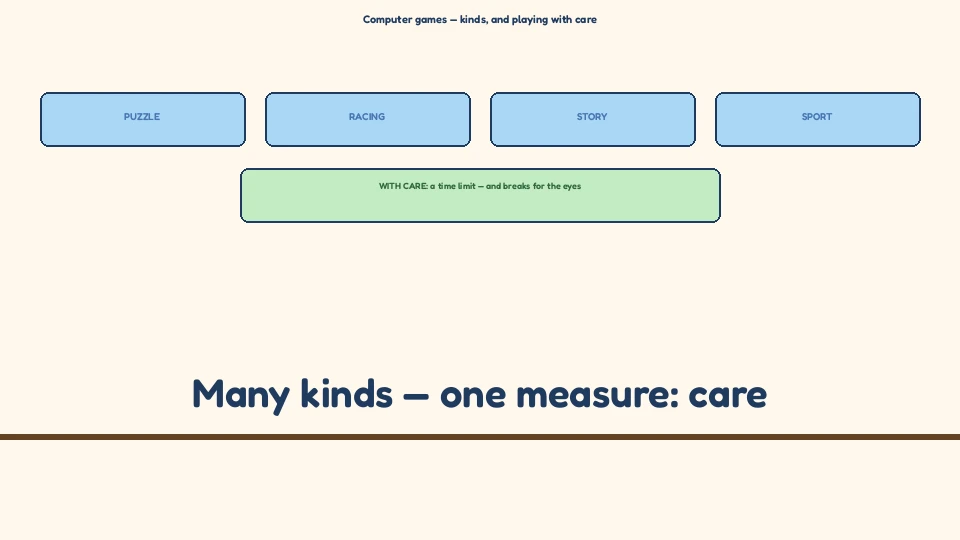 Computer games — kinds, and playing with care
PUZZLE
RACING
STORY
SPORT
WITH CARE: a time limit — and breaks for the eyes
Many kinds — one measure: care